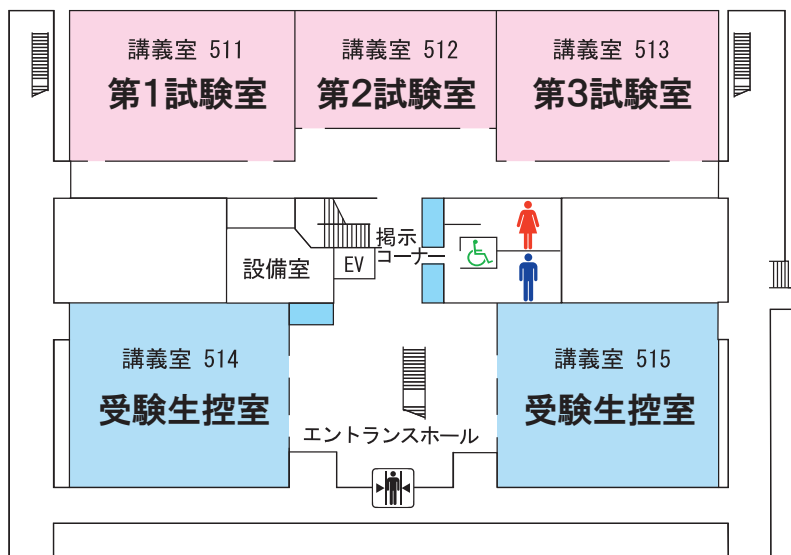 講義室 511
第1試験室
講義室 512
第2試験室
講義室 513
第3試験室
掲示
コーナー
設備室
EV
講義室 514
受験生控室
講義室 515
受験生控室
エントランスホール